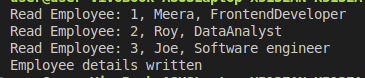 Read Employee: 1, Meera, FrontendDeveloper
Read Employee: 2, Roy, DataAnalyst
Read Employee: 3, Joe, Software engineer
Employee details written